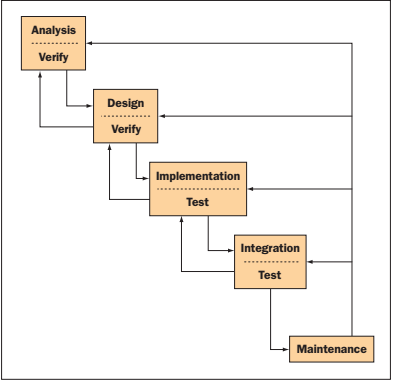 Analysis
Verify
Design
Verify
Implementation
Test
Integration
Test
Maintenance